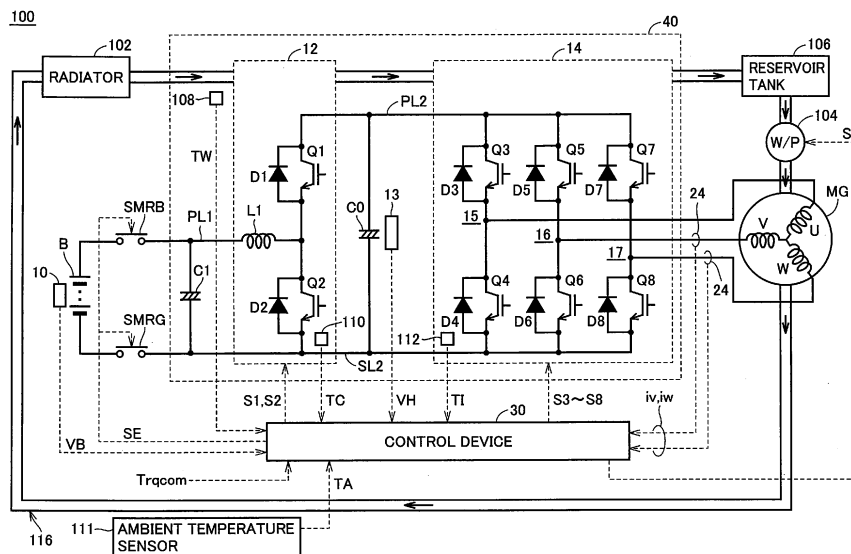 100
102
40
12
14
106
RADIATOR
RESERVOIR
TANK
108
PL2
104
W/P
S
TW
Q1
Q3
Q5
Q7
D1
D3
D5
D7
MG
SMRB
PL1
L1
C0
13
15
16
17
24
24
V
U
W
B
10
C1
Q2
Q4
Q6
Q8
D2
D4
D6
D8
SMRG
110
112
SL2
S1,S2
TC
VH
TI
S3~S8
iv,iw
30
CONTROL DEVICE
VB
SE
Trqcom
TA
116
111
AMBIENT TEMPERATURE
SENSOR